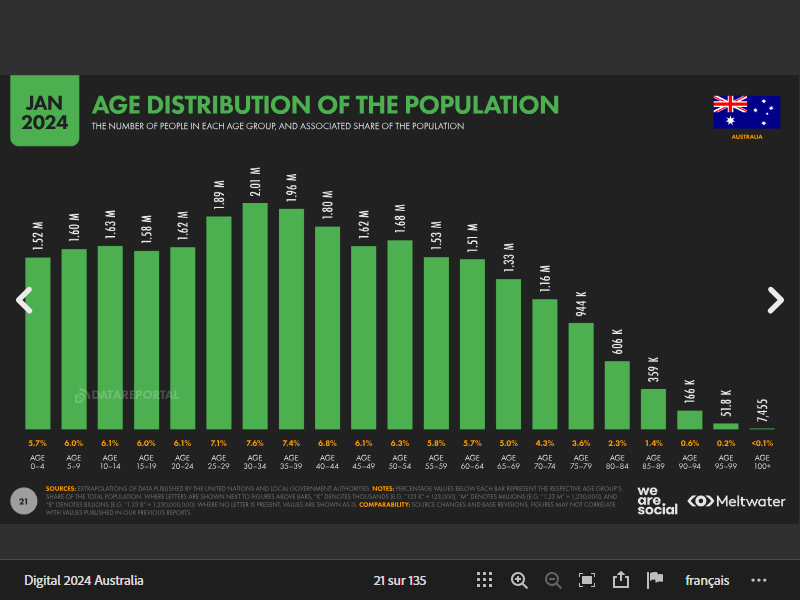 JAN
2024
AGE DISTRIBUTION OF THE POPULATION
THE NUMBER OF PEOPLE IN EACH AGE GROUP, AND ASSOCIATED SHARE OF THE POPULATION
AUSTRALIA
1.52 M 1.60 M 1.63 M 1.58 M 1.62 M 1.89 M 2.01 M 1.96 M 1.80 M 1.62 M 1.68 M 1.53 M 1.51 M 1.33 M 1.16 M 944 K 606 K 359 K 166 K 51.8 K 7,455
DATAREPORTAL
5.7% 6.0% 6.1% 6.0% 6.1% 7.1% 7.6% 7.4% 6.8% 6.1% 6.3% 5.8% 5.7% 5.0% 4.3% 3.6% 2.3% 1.4% 0.6% 0.2% <0.1%
AGE AGE AGE AGE AGE AGE AGE AGE AGE AGE AGE AGE AGE AGE AGE AGE AGE AGE AGE AGE AGE
0–4 5–9 10–14 15–19 20–24 25–29 30–34 35–39 40–44 45–49 50–54 55–59 60–64 65–69 70–74 75–79 80–84 85–89 90–94 95–99 100+
21
SOURCES: EXTRAPOLATIONS OF DATA PUBLISHED BY THE UNITED NATIONS AND LOCAL GOVERNMENT AUTHORITIES. NOTES: PERCENTAGE VALUES BELOW EACH BAR REPRESENT THE RESPECTIVE AGE GROUP'S
SHARE OF THE TOTAL POPULATION. WHERE LETTERS ARE SHOWN NEXT TO FIGURES ABOVE BARS, "K" DENOTES THOUSANDS (E.G. "123 K" = 123,000), "M" DENOTES MILLIONS (E.G. "1.23 M" = 1,230,000), AND
"B" DENOTES BILLIONS (E.G. "1.23 B" = 1,230,000,000). WHERE NO LETTER IS PRESENT, VALUES ARE SHOWN AS IS. COMPARABILITY: SOURCE CHANGES AND BASE REVISIONS. FIGURES MAY NOT CORRELATE
WITH VALUES PUBLISHED IN OUR PREVIOUS REPORTS.
we
are.
social
Meltwater
Digital 2024 Australia
21 sur 135
français